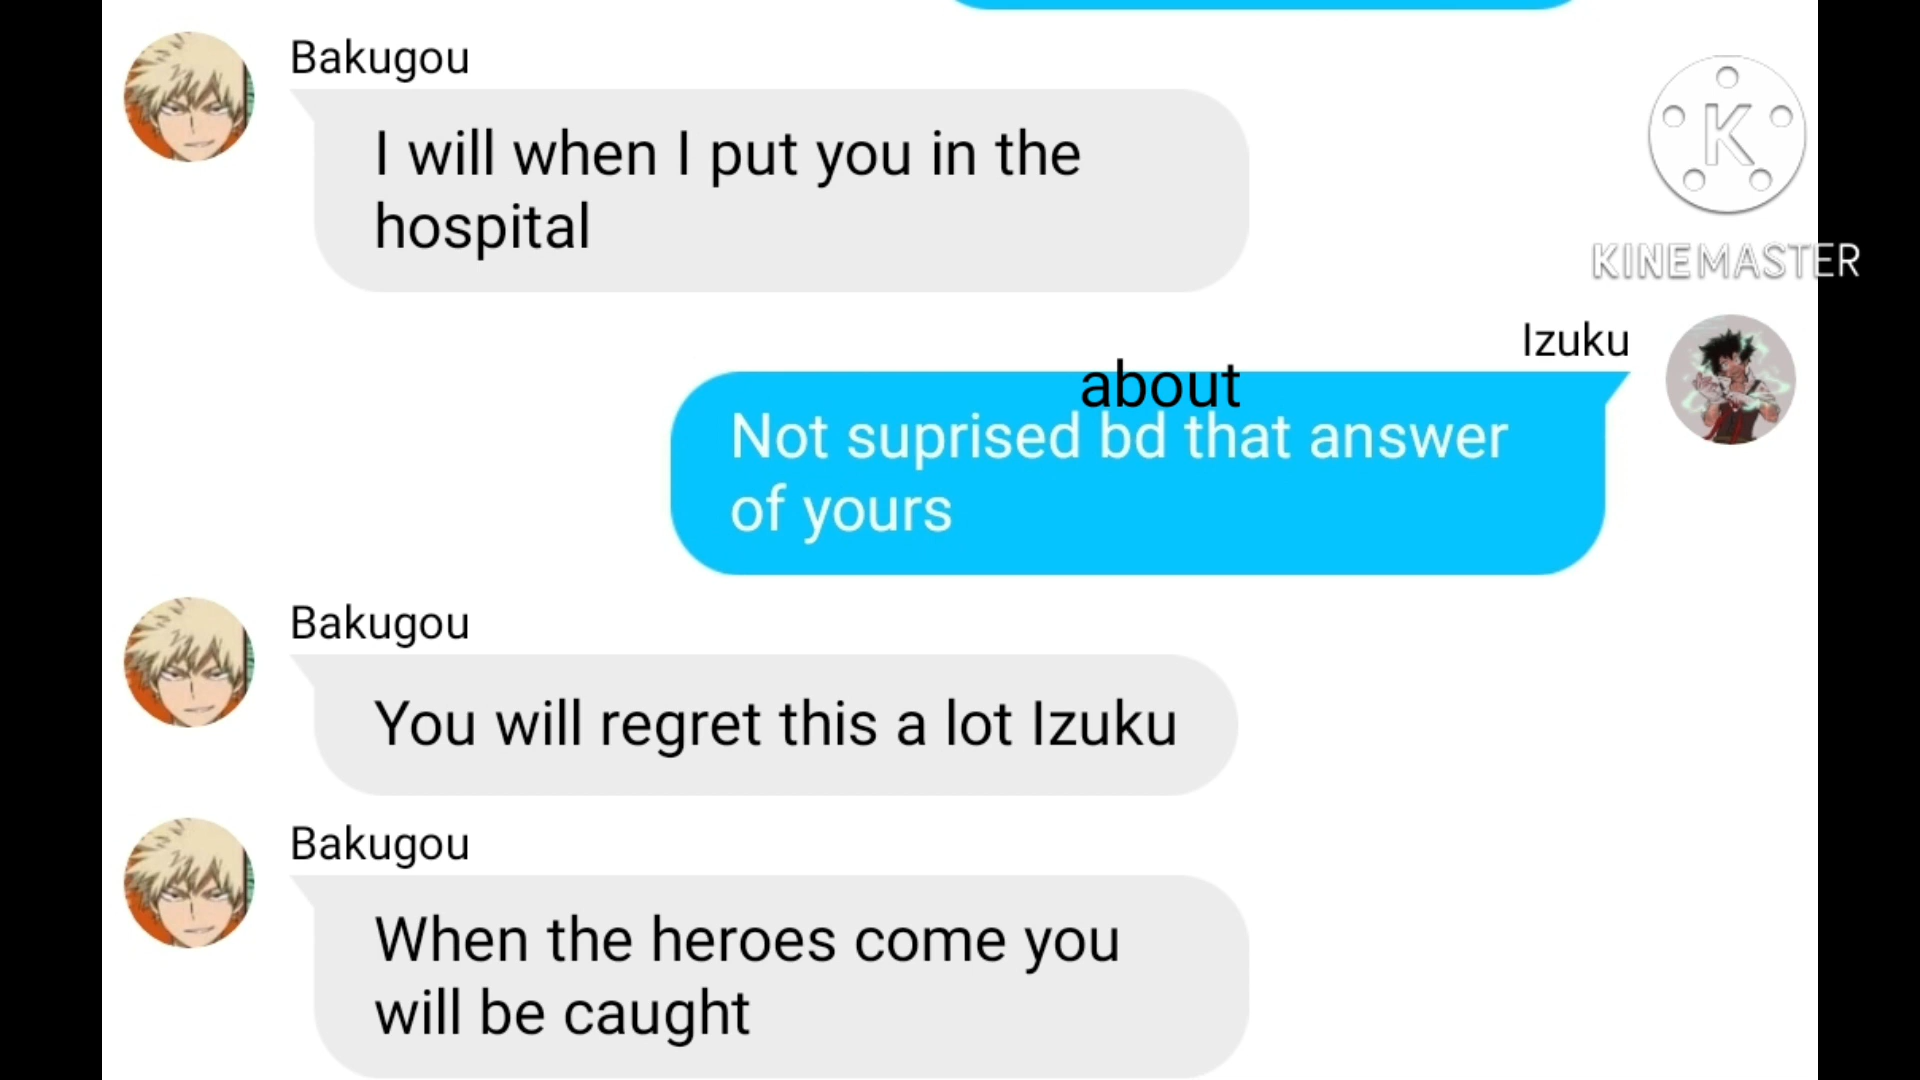 Bakugou
I will when I put you in the
hospital
K
KINEMASTER
Izuku
about
Not suprised bd that answer
of yours
Bakugou
You will regret this a lot Izuku
Bakugou
When the heroes come you
will be caught